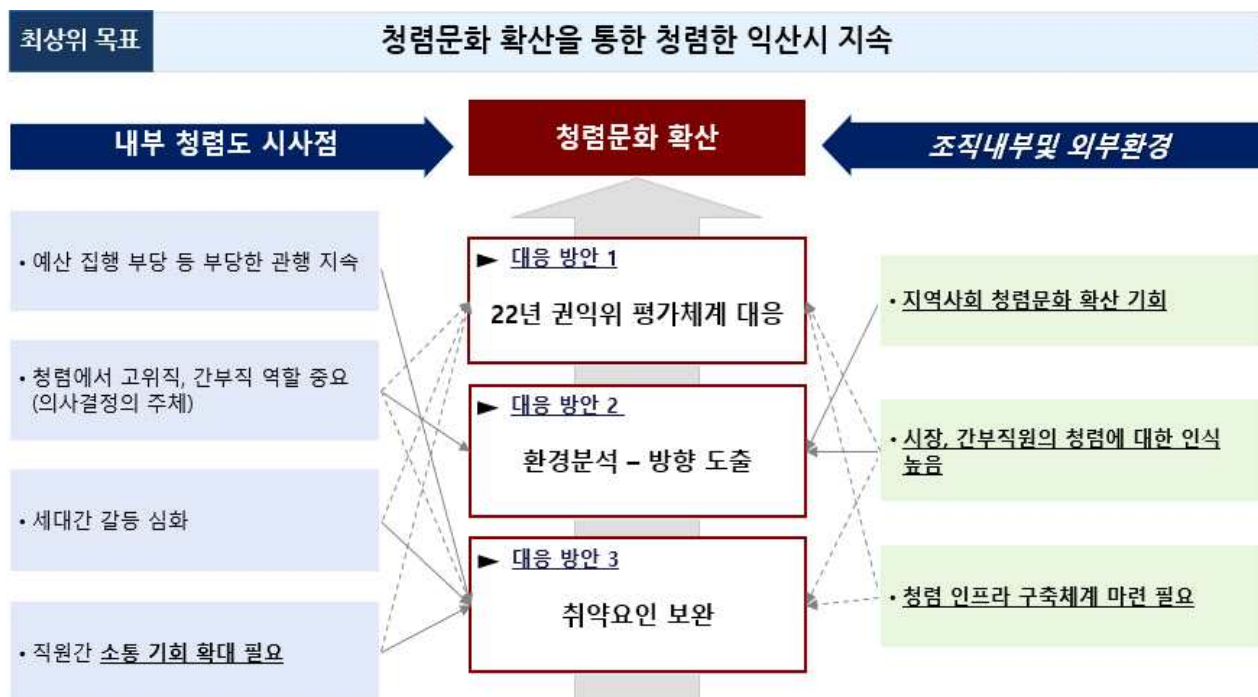 최상위 목표
청렴문화 확산을 통한 청렴한 익산시 지속
내부 청렴도 시사점
청렴문화 확산
조직내부및 외부환경
• 예산 집행 부당 등 부당한 관행 지속
• 청렴에서 고위직, 간부직 역할 중요
(의사결정의 주체)
• 세대간 갈등 심화
• 직원간 소통 기회 확대 필요
► 대응 방안 1
22년 권익위 평가체계 대응
► 대응 방안 2
환경분석 – 방향 도출
► 대응 방안 3
취약요인 보완
• 지역사회 청렴문화 확산 기회
• 시장, 간부직원의 청렴에 대한 인식
높음
• 청렴 인프라 구축체계 마련 필요